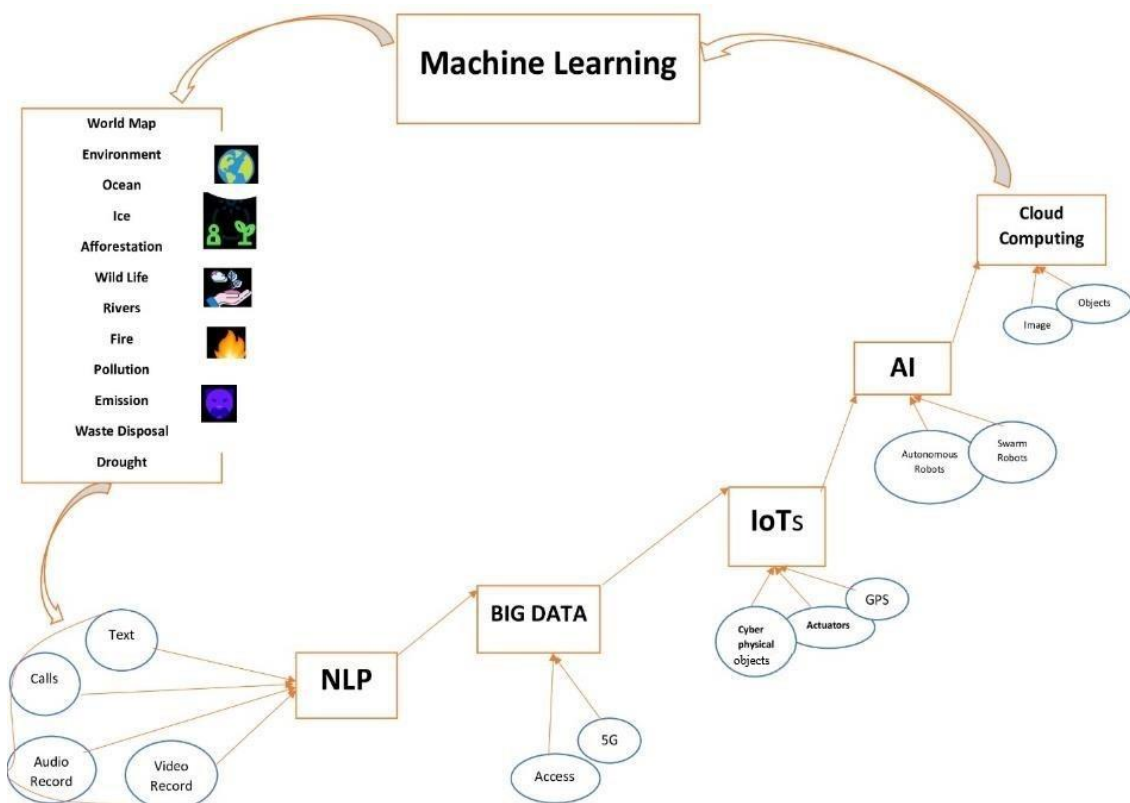 Machine Learning
World Map
Environment
Ocean
Ice
Afforestation
Wild Life
Rivers
Fire
Pollution
Emission
Waste Disposal
Drought
Cloud
Computing
Image
Objects
AI
Autonomous
Robots
Swarm
Robots
IoTs
Cyber
physical
objects
Actuators
GPS
BIG DATA
Access
5G
NLP
Text
Calls
Audio
Record
Video
Record